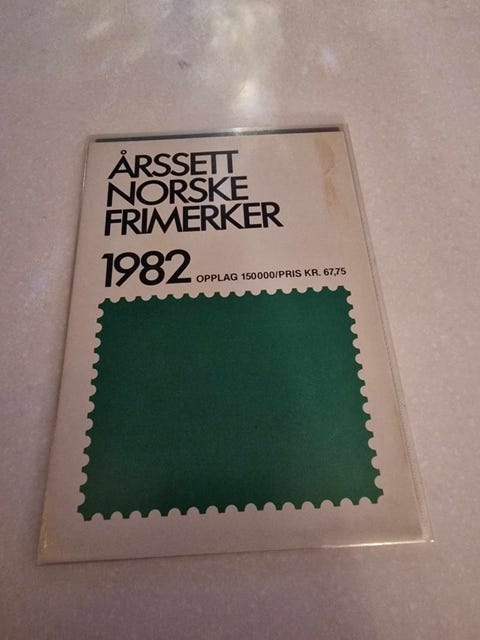 ÅRSSETT
NORSKE
FRIMERKER
1982 OPPLAG 150000/PRIS KR. 67,75